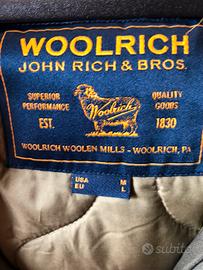 WOOLRICH
JOHN RICH & BROS.
SUPERIOR PERFORMANCE
QUALITY GOODS
Woolrich
EST. 1830
WOOLRICH WOOLEN MILLS - WOOLRICH, PA
USA M
EU L
subito